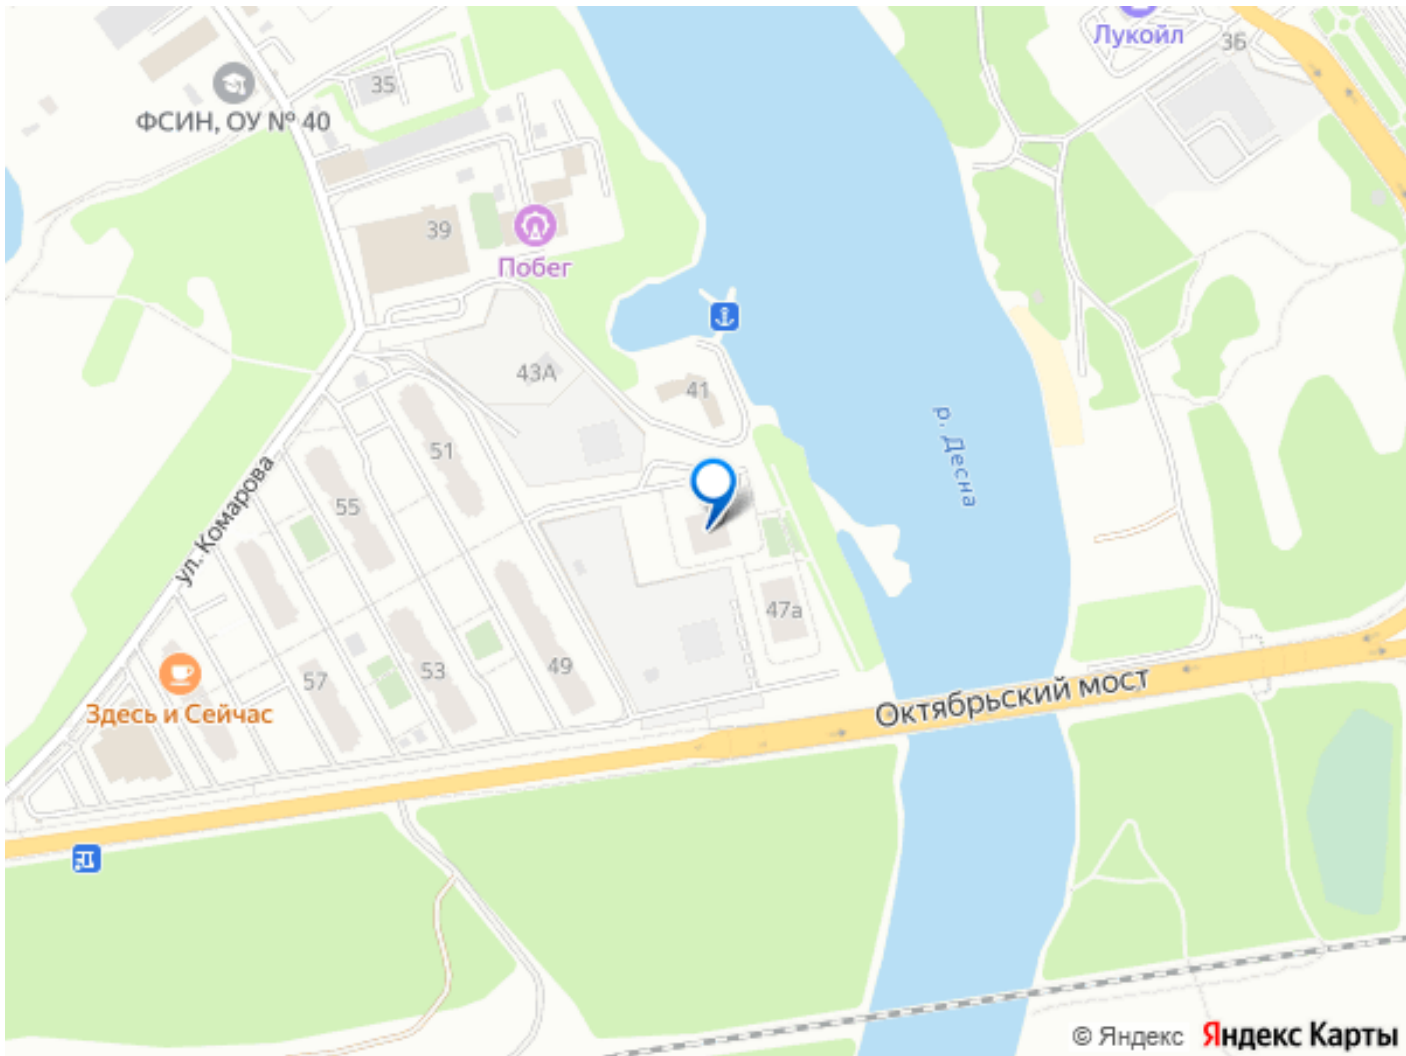 Лукойл
3Б
35
ФСИН, ОУ № 40
39
Побег
43А
41
51
р. Десна
55
ул. Комарова
47а
49
53
57
Здесь и Сейчас
Октябрьский мост
© Яндекс Яндекс Карты